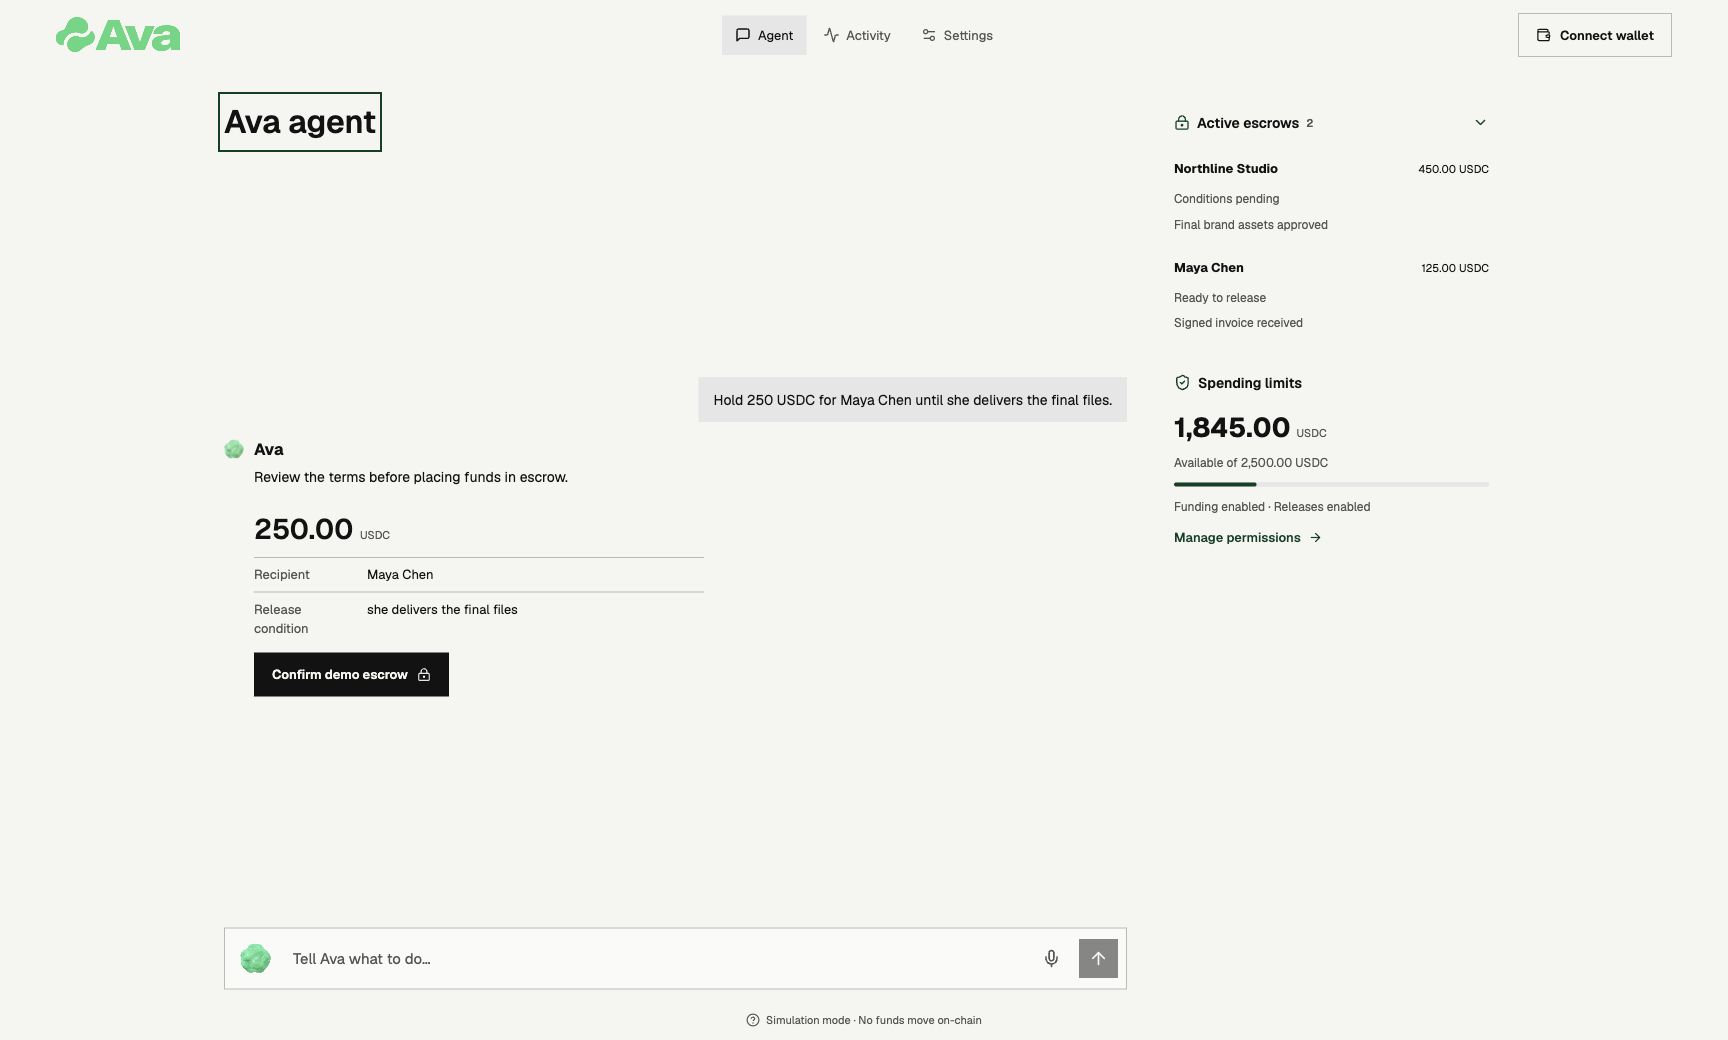 Ava
Agent
Activity
Settings
Connect wallet
Ava agent
Hold 250 USDC for Maya Chen until she delivers the final files.
Ava
Review the terms before placing funds in escrow.
250.00 USDC
Recipient Maya Chen
Release condition
she delivers the final files
Confirm demo escrow
Tell Ava what to do...
Active escrows 2
Northline Studio 450.00 USDC
Conditions pending
Final brand assets approved
Maya Chen 125.00 USDC
Ready to release
Signed invoice received
Spending limits
1,845.00 USDC
Available of 2,500.00 USDC
Funding enabled · Releases enabled
Manage permissions
Simulation mode · No funds move on-chain